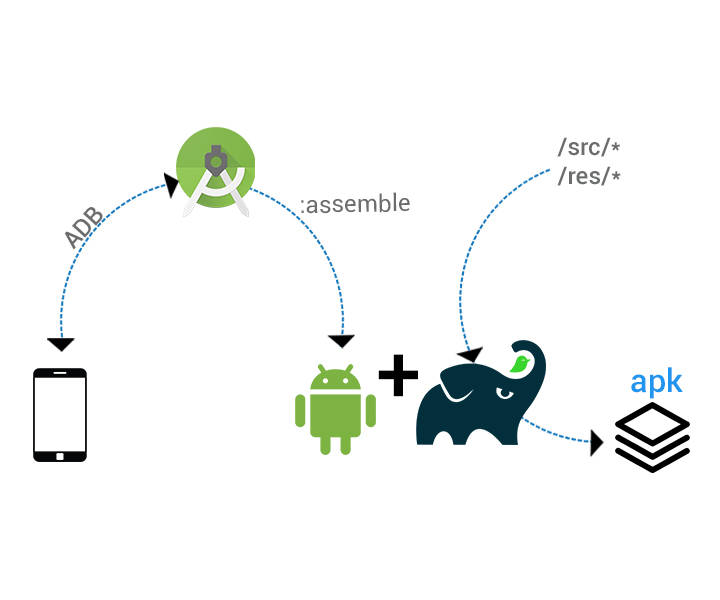 /src/*
/res/*
:assemble
ADB
apk